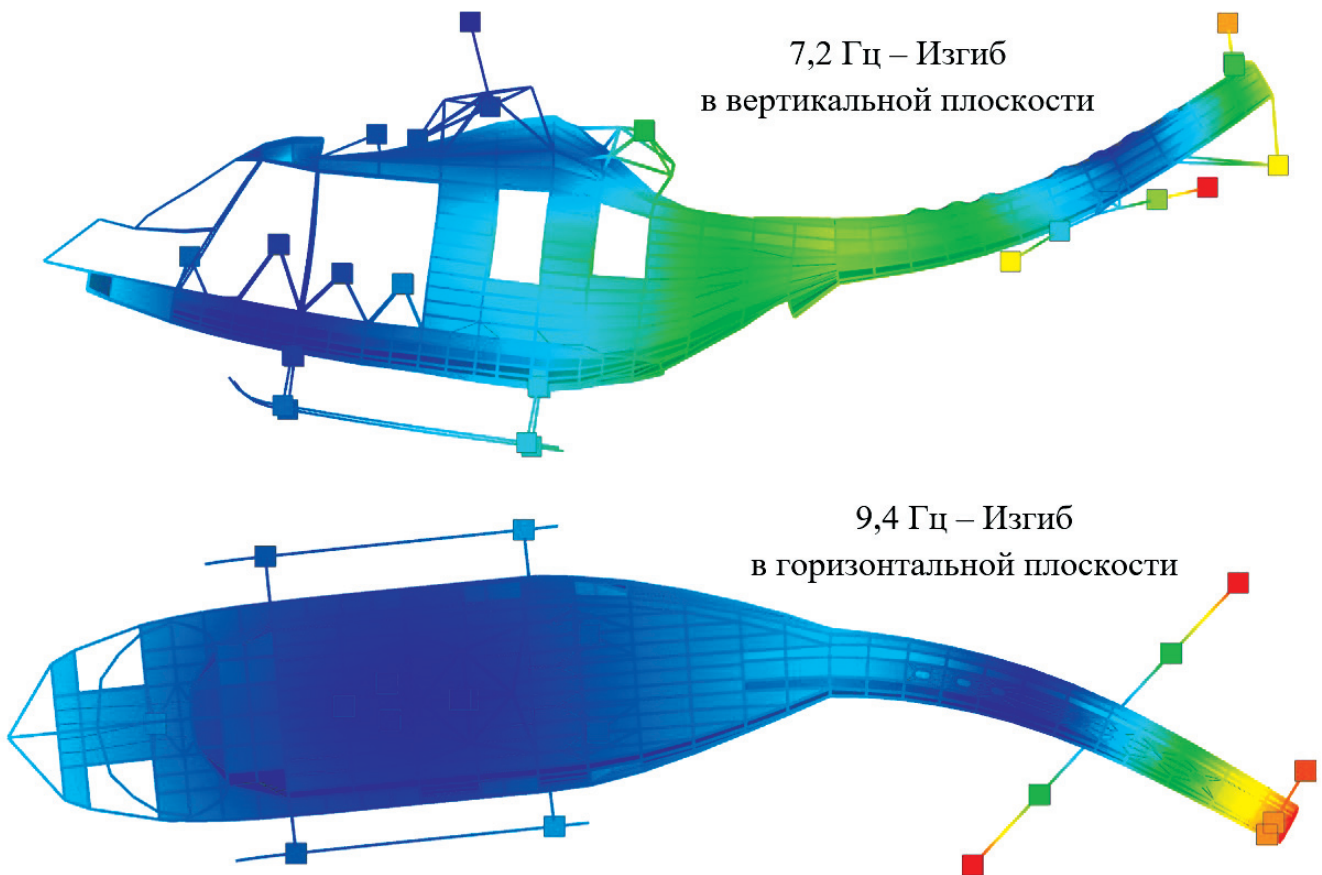 7,2 Гц – Изгиб
в вертикальной плоскости
9,4 Гц – Изгиб
в горизонтальной плоскости